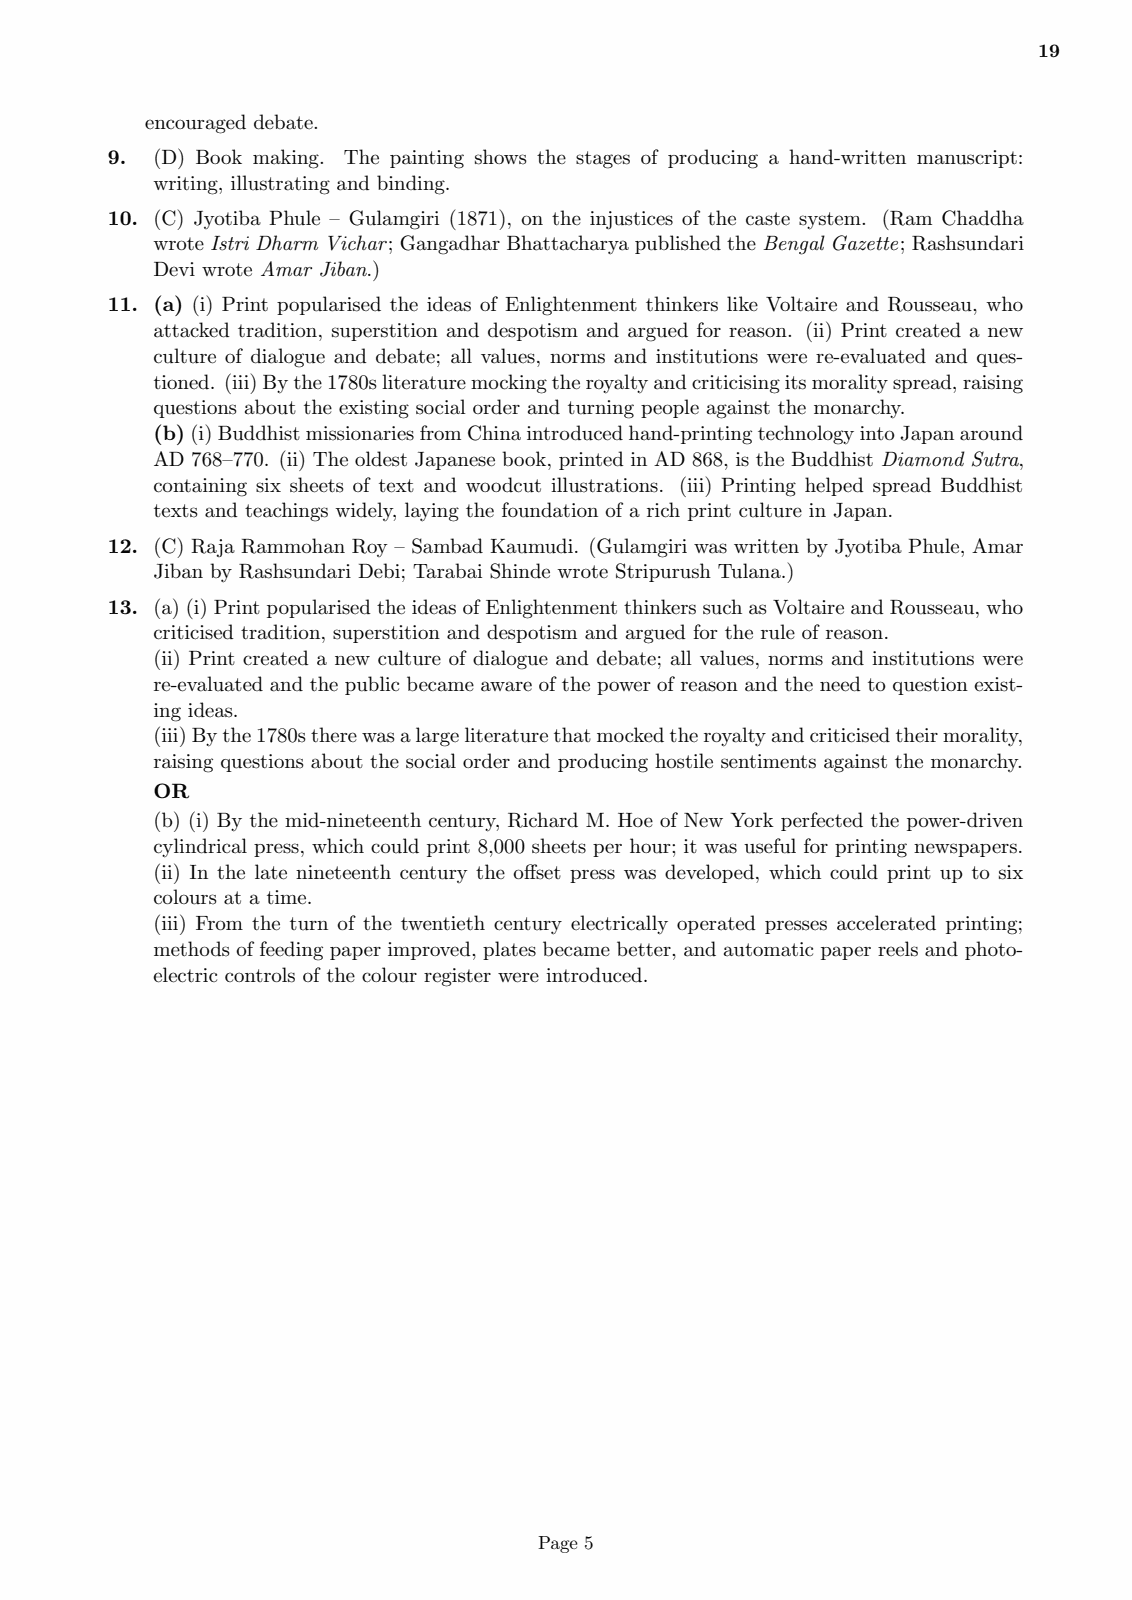 19
encouraged debate.
9. (D) Book making. The painting shows the stages of producing a hand-written manuscript:
writing, illustrating and binding.
10. (C) Jyotiba Phule – Gulamgiri (1871), on the injustices of the caste system. (Ram Chaddha
wrote Istri Dharm Vichar; Gangadhar Bhattacharya published the Bengal Gazette; Rashsundari
Devi wrote Amar Jiban.)
11. (a) (i) Print popularised the ideas of Enlightenment thinkers like Voltaire and Rousseau, who
attacked tradition, superstition and despotism and argued for reason. (ii) Print created a new
culture of dialogue and debate; all values, norms and institutions were re-evaluated and ques-
tioned. (iii) By the 1780s literature mocking the royalty and criticising its morality spread, raising
questions about the existing social order and turning people against the monarchy.
(b) (i) Buddhist missionaries from China introduced hand-printing technology into Japan around
AD 768–770. (ii) The oldest Japanese book, printed in AD 868, is the Buddhist Diamond Sutra,
containing six sheets of text and woodcut illustrations. (iii) Printing helped spread Buddhist
texts and teachings widely, laying the foundation of a rich print culture in Japan.
12. (C) Raja Rammohan Roy – Sambad Kaumudi. (Gulamgiri was written by Jyotiba Phule, Amar
Jiban by Rashsundari Debi; Tarabai Shinde wrote Stripurush Tulana.)
13. (a) (i) Print popularised the ideas of Enlightenment thinkers such as Voltaire and Rousseau, who
criticised tradition, superstition and despotism and argued for the rule of reason.
(ii) Print created a new culture of dialogue and debate; all values, norms and institutions were
re-evaluated and the public became aware of the power of reason and the need to question exist-
ing ideas.
(iii) By the 1780s there was a large literature that mocked the royalty and criticised their morality,
raising questions about the social order and producing hostile sentiments against the monarchy.
OR
(b) (i) By the mid-nineteenth century, Richard M. Hoe of New York perfected the power-driven
cylindrical press, which could print 8,000 sheets per hour; it was useful for printing newspapers.
(ii) In the late nineteenth century the offset press was developed, which could print up to six
colours at a time.
(iii) From the turn of the twentieth century electrically operated presses accelerated printing;
methods of feeding paper improved, plates became better, and automatic paper reels and photo-
electric controls of the colour register were introduced.
Page 5